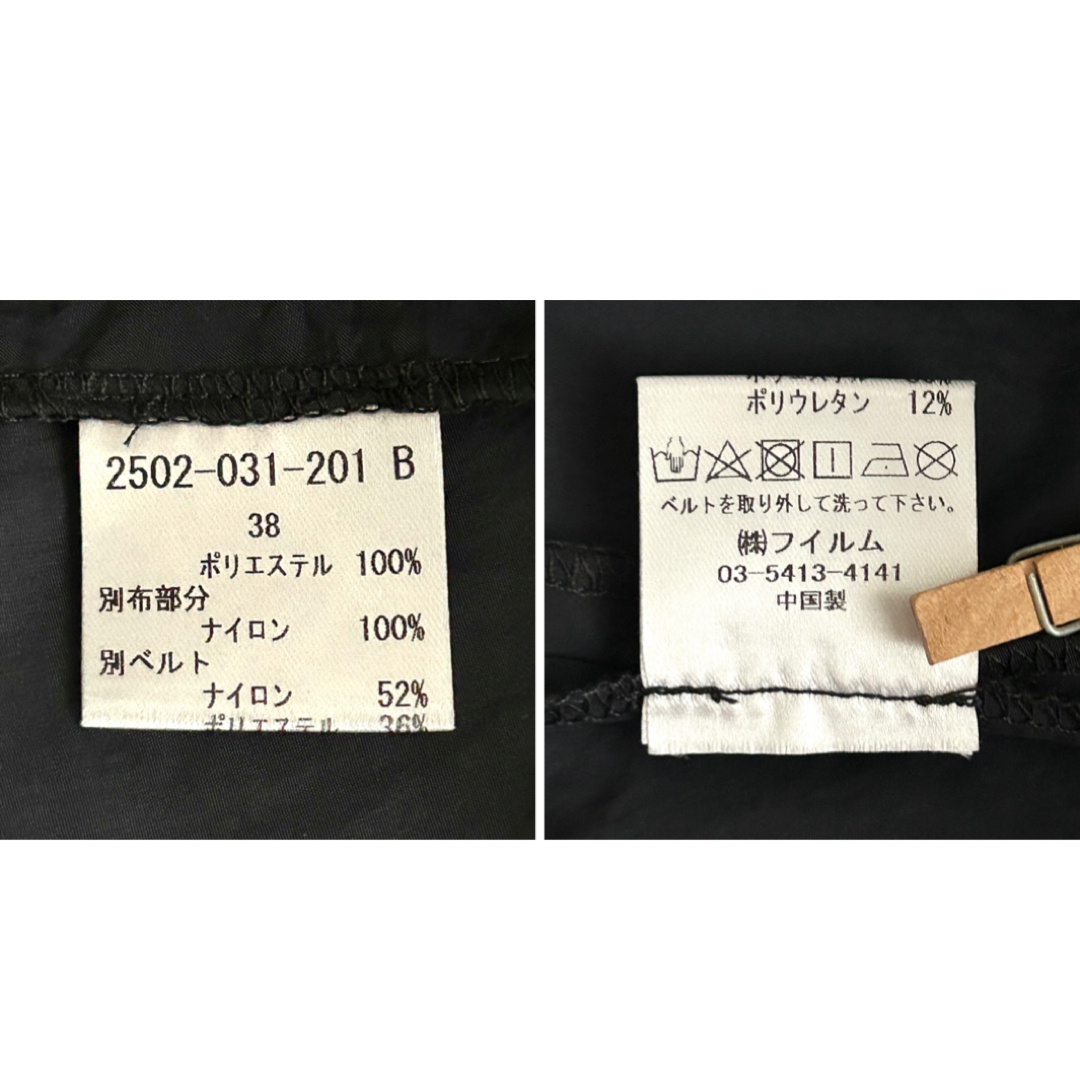 2502-031-201 B
38
ポリエステル 100%
別布部分
ナイロン 100%
別ベルト
ナイロン 52%
ポリエステル 36%
ポリウレタン 12%
ベルトを取り外して洗って下さい。
㈱フイルム
03-5413-4141
中国製